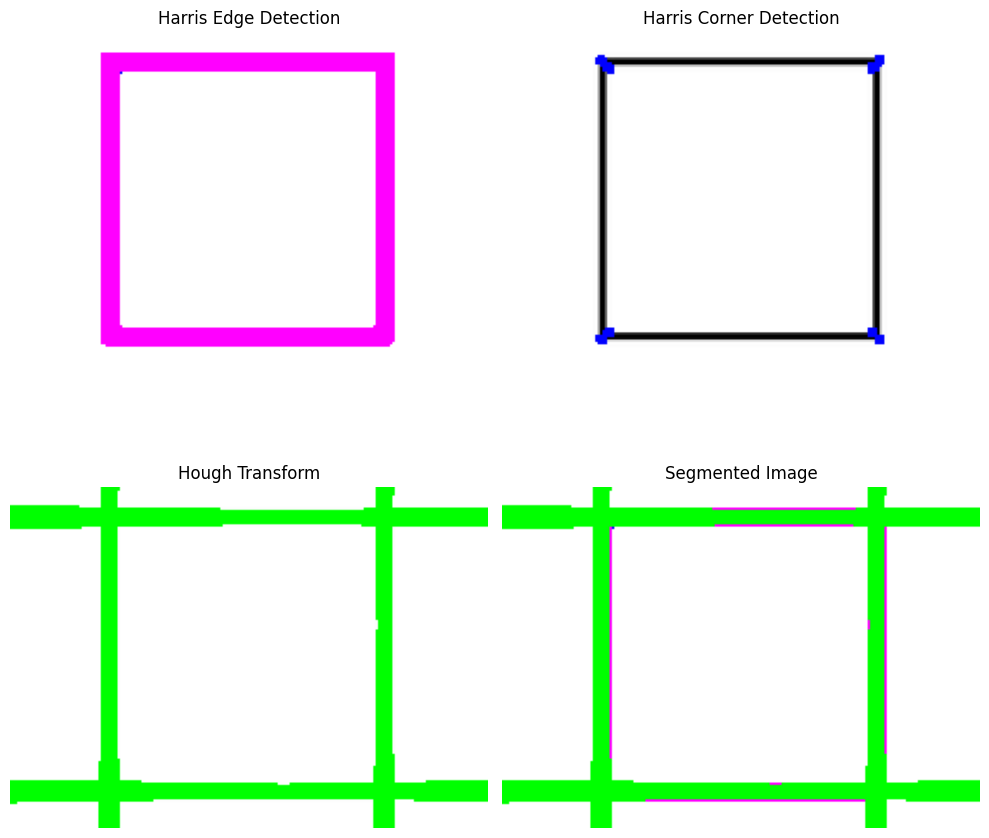 Harris Edge Detection
Harris Corner Detection
Hough Transform
Segmented Image